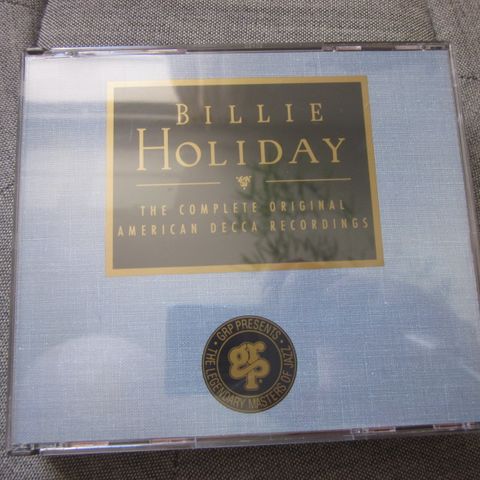 BILLIE
HOLIDAY
THE COMPLETE ORIGINAL
AMERICAN DECCA RECORDINGS
· GRP PRESENTS ·
THE LEGENDARY MASTERS OF JAZZ
grp